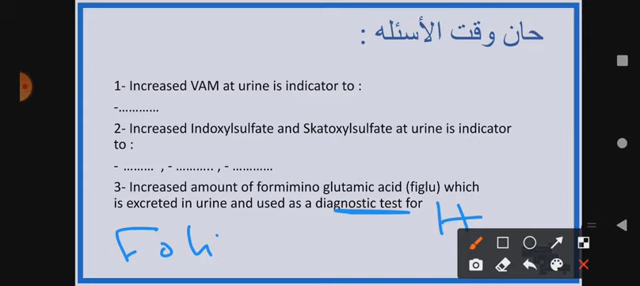 حان وقت الأسئله :
1- Increased VAM at urine is indicator to :
-…………
2- Increased Indoxylsulfate and Skatoxylsulfate at urine is indicator
to :
- ……… , - ……….. , - …………
3- Increased amount of formimino glutamic acid (figlu) which
is excreted in urine and used as a diagnostic test for
H
Foli